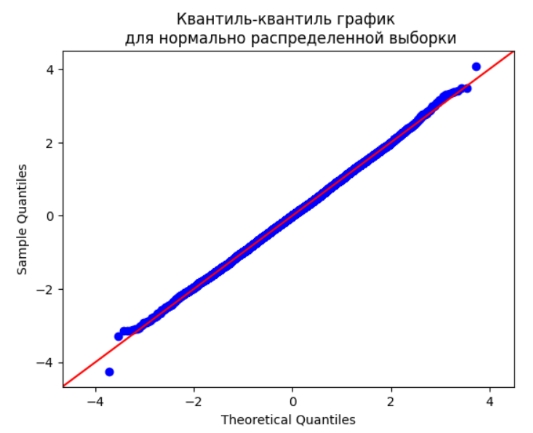 Квантиль-квантиль график
для нормально распределенной выборки
4
2
0
−2
−4
Sample Quantiles
−4
−2
0
2
4
Theoretical Quantiles